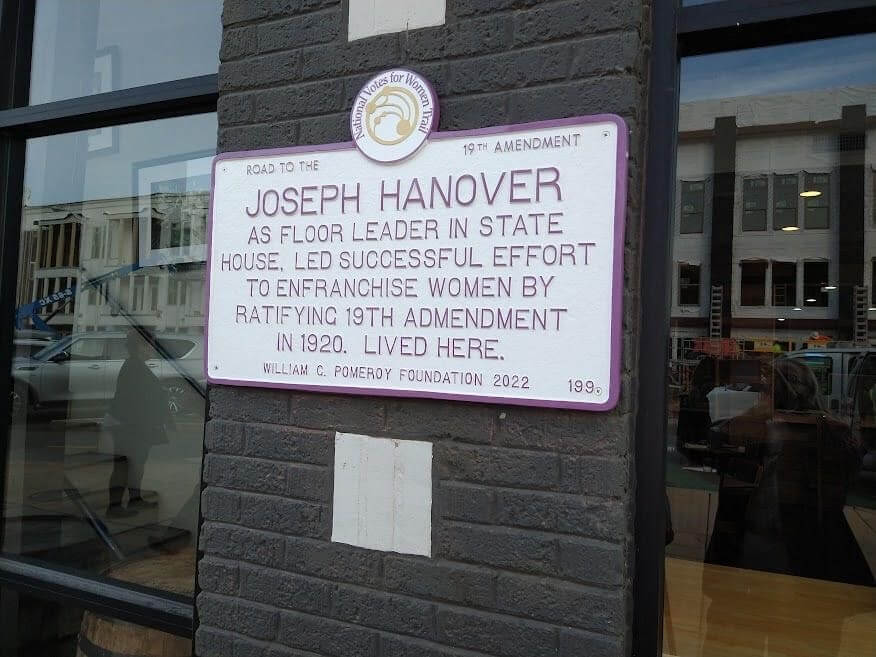 National Votes for Women Trail
ROAD TO THE 19TH AMENDMENT
JOSEPH HANOVER
AS FLOOR LEADER IN STATE
HOUSE, LED SUCCESSFUL EFFORT
TO ENFRANCHISE WOMEN BY
RATIFYING 19TH ADMENDMENT
IN 1920. LIVED HERE.
WILLIAM C. POMEROY FOUNDATION 2022 199